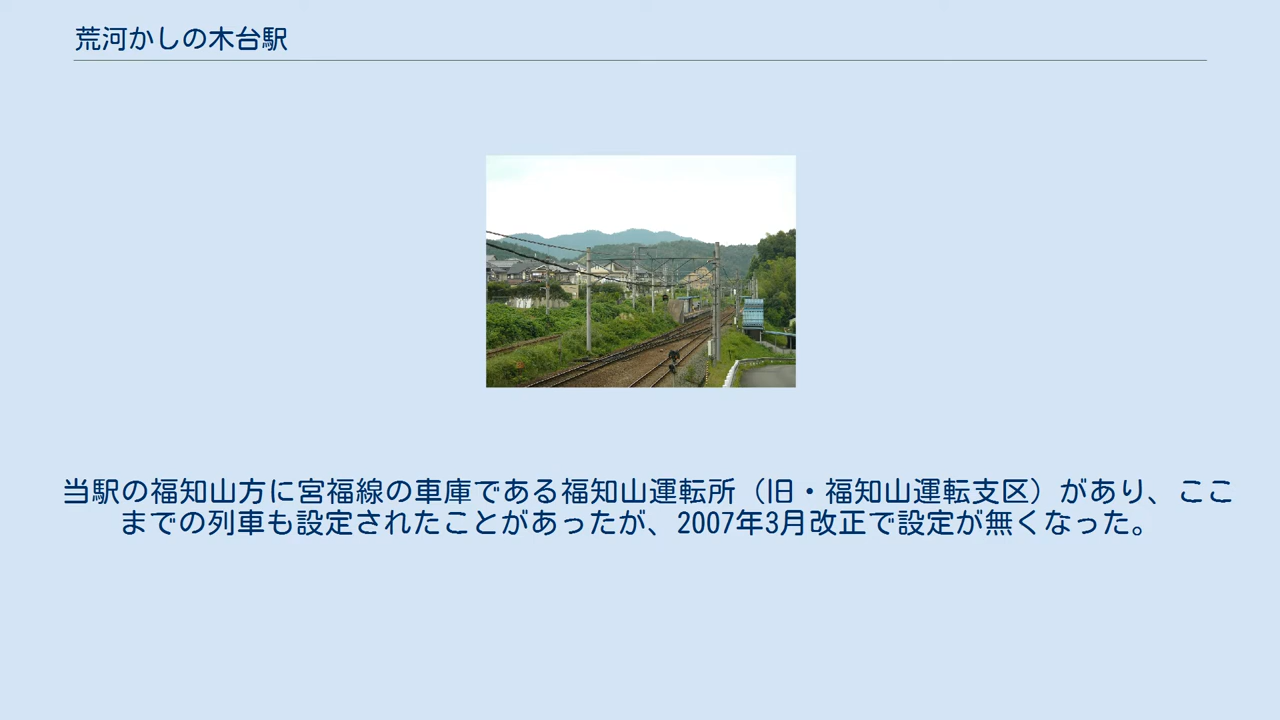 荒河かしの木台駅
当駅の福知山方に宮福線の車庫である福知山運転所（旧・福知山運転支区）があり、ここ
までの列車も設定されたことがあったが、2007年3月改正で設定が無くなった。